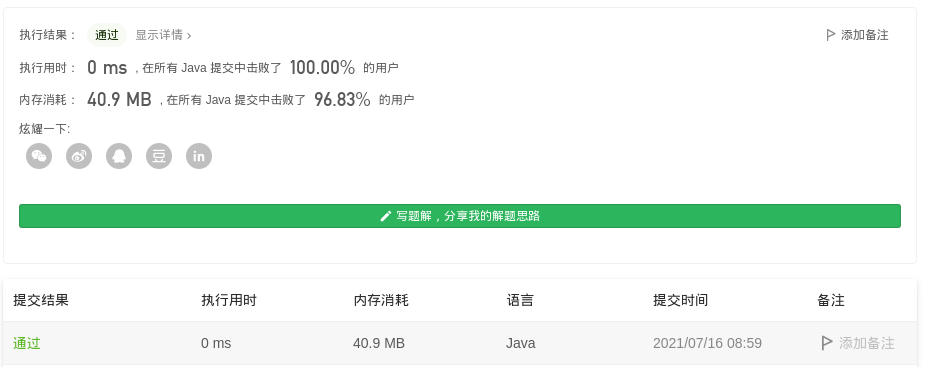 执行结果： 通过 显示详情 › 添加备注
执行用时： 0 ms , 在所有 Java 提交中击败了 100.00% 的用户
内存消耗： 40.9 MB , 在所有 Java 提交中击败了 96.83% 的用户
炫耀一下:
写题解，分享我的解题思路
提交结果 执行用时 内存消耗 语言 提交时间 备注
通过 0 ms 40.9 MB Java 2021/07/16 08:59 添加备注